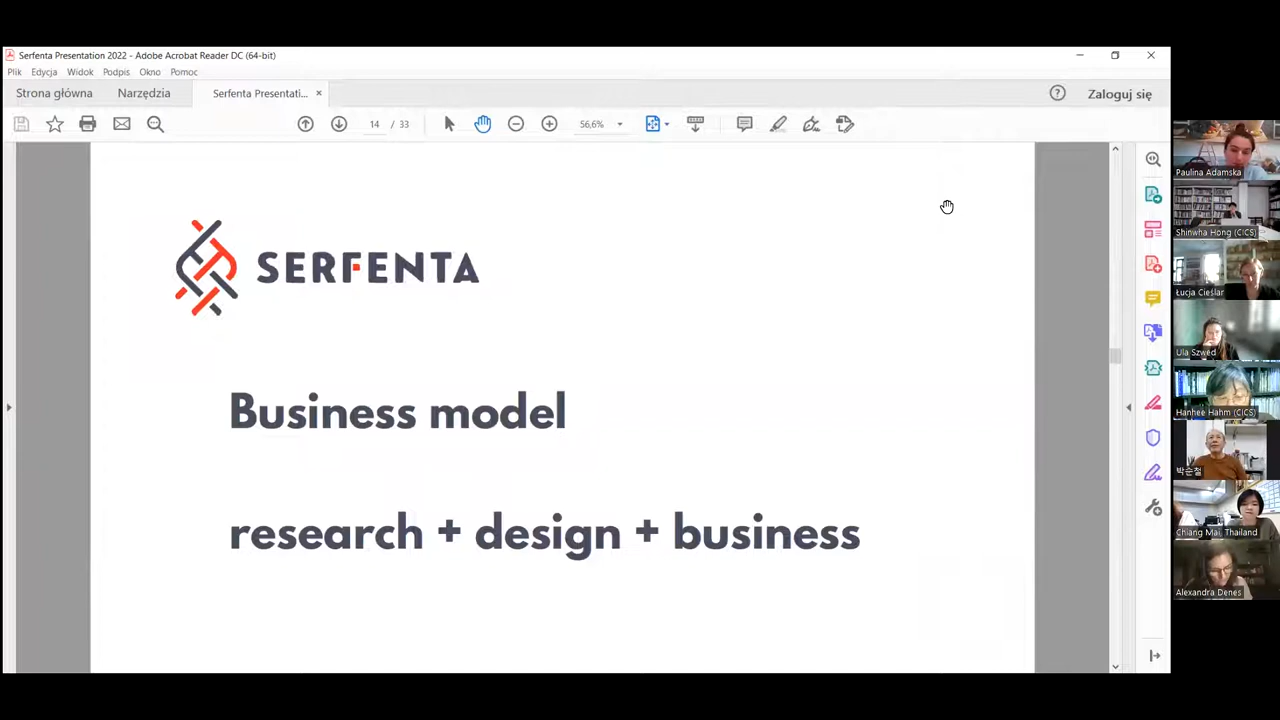 Serfenta Presentation 2022 - Adobe Acrobat Reader DC (64-bit)
Plik Edycja Widok Podpis Okno Pomoc
Strona główna Narzędzia Serfenta Presentati... × Zaloguj się
14 / 33 56,6%
SERFENTA
Business model
research + design + business
Paulina Adamska
Shinwha Hong (CICS)
Łucja Cieślar
Ula Szwed
Hanhee Hahm (CICS)
박순철
Chiang Mai, Thailand
Alexandra Denes